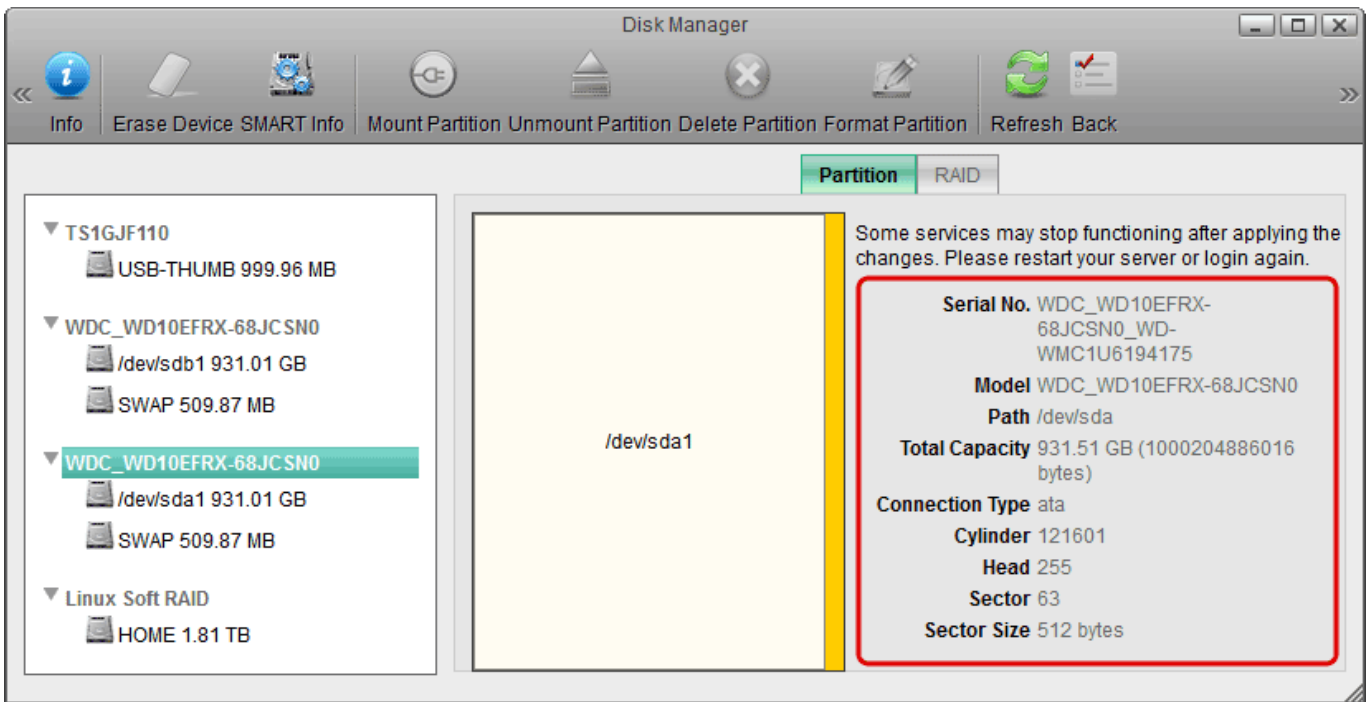 Disk Manager
Info
Erase Device
SMART Info
Mount Partition
Unmount Partition
Delete Partition
Format Partition
Refresh
Back
Partition
RAID
TS1GJF110
USB-THUMB 999.96 MB
WDC_WD10EFRX-68JCSN0
/dev/sdb1 931.01 GB
SWAP 509.87 MB
WDC_WD10EFRX-68JCSN0
/dev/sda1 931.01 GB
SWAP 509.87 MB
Linux Soft RAID
HOME 1.81 TB
/dev/sda1
Some services may stop functioning after applying the
changes. Please restart your server or login again.
Serial No. WDC_WD10EFRX-
68JCSN0_WD-
WMC1U6194175
Model WDC_WD10EFRX-68JCSN0
Path /dev/sda
Total Capacity 931.51 GB (1000204886016
bytes)
Connection Type ata
Cylinder 121601
Head 255
Sector 63
Sector Size 512 bytes